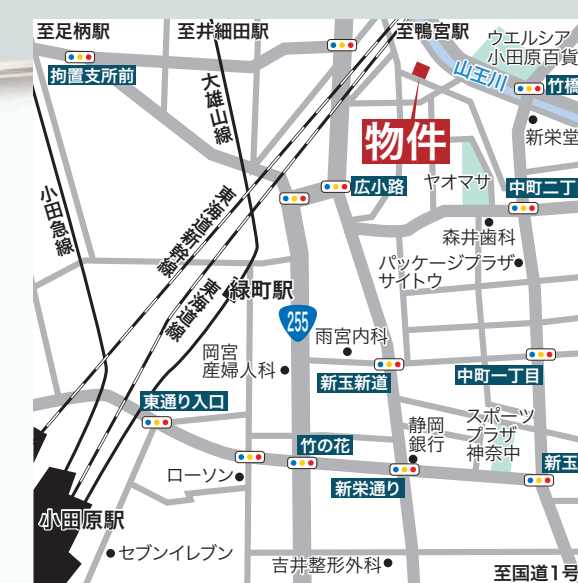 至足柄駅
至井細田駅
至鴨宮駅
ウエルシア
小田原百貨
拘置支所前
大雄山線
山王川
竹橋
新栄堂
物件
小田急線
東海道新幹線
広小路
ヤオマサ
中町二丁
森井歯科
パッケージプラザ
サイトウ
緑町駅
東海道線
255
雨宮内科
岡宮
産婦人科
新玉新道
中町一丁目
東通り入口
静岡
銀行
スポーツ
プラザ
神奈中
竹の花
新玉
ローソン
新栄通り
小田原駅
セブンイレブン
吉井整形外科
至国道1号